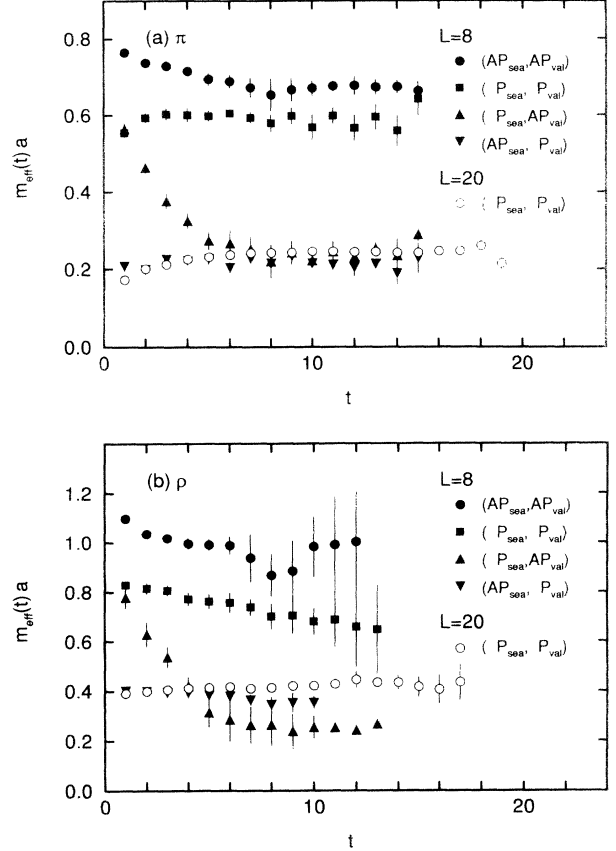 (a) π
L=8
(AP_sea,AP_val)
( P_sea, P_val)
( P_sea,AP_val)
(AP_sea, P_val)
L=20
( P_sea, P_val)
0.8
0.6
0.4
0.2
0.0
m_eff(t) a
0
10
20
t
(b) ρ
L=8
(AP_sea,AP_val)
( P_sea, P_val)
( P_sea,AP_val)
(AP_sea, P_val)
L=20
( P_sea, P_val)
1.2
1.0
0.8
0.6
0.4
0.2
0.0
m_eff(t) a
0
10
20
t